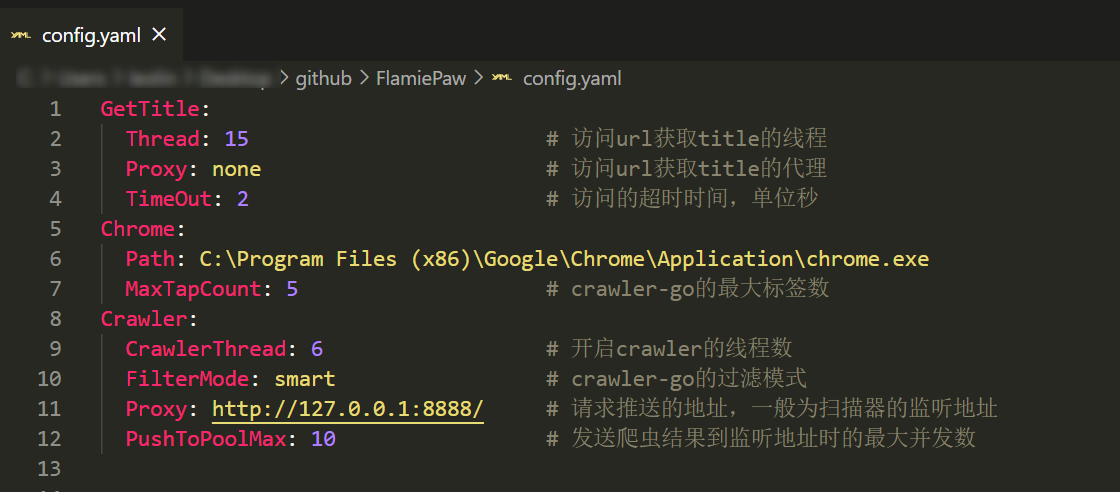 YAML config.yaml ×
> github > FlamiePaw > YAML config.yaml
1 GetTitle:
2 Thread: 15 # 访问url获取title的线程
3 Proxy: none # 访问url获取title的代理
4 TimeOut: 2 # 访问的超时时间，单位秒
5 Chrome:
6 Path: C:\Program Files (x86)\Google\Chrome\Application\chrome.exe
7 MaxTapCount: 5 # crawler-go的最大标签数
8 Crawler:
9 CrawlerThread: 6 # 开启crawler的线程数
10 FilterMode: smart # crawler-go的过滤模式
11 Proxy: http://127.0.0.1:8888/ # 请求推送的地址，一般为扫描器的监听地址
12 PushToPoolMax: 10 # 发送爬虫结果到监听地址时的最大并发数
13